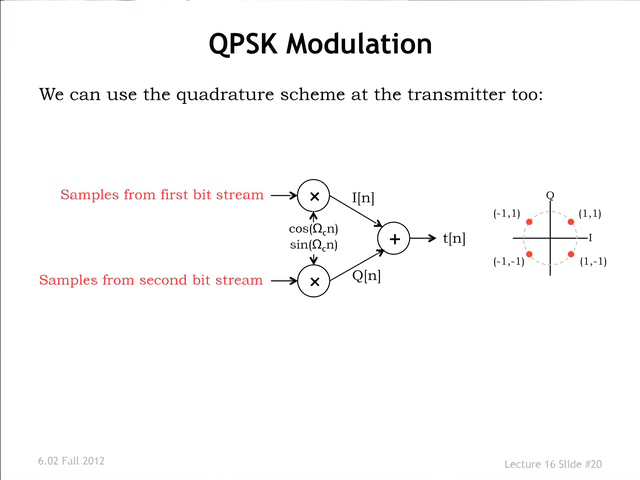 QPSK Modulation
We can use the quadrature scheme at the transmitter too:
Samples from first bit stream
×
I[n]
cos(Ω_cn)
sin(Ω_cn)
+
t[n]
Samples from second bit stream
×
Q[n]
Q
(-1,1)
(1,1)
I
(-1,-1)
(1,-1)
6.02 Fall 2012
Lecture 16 Slide #20